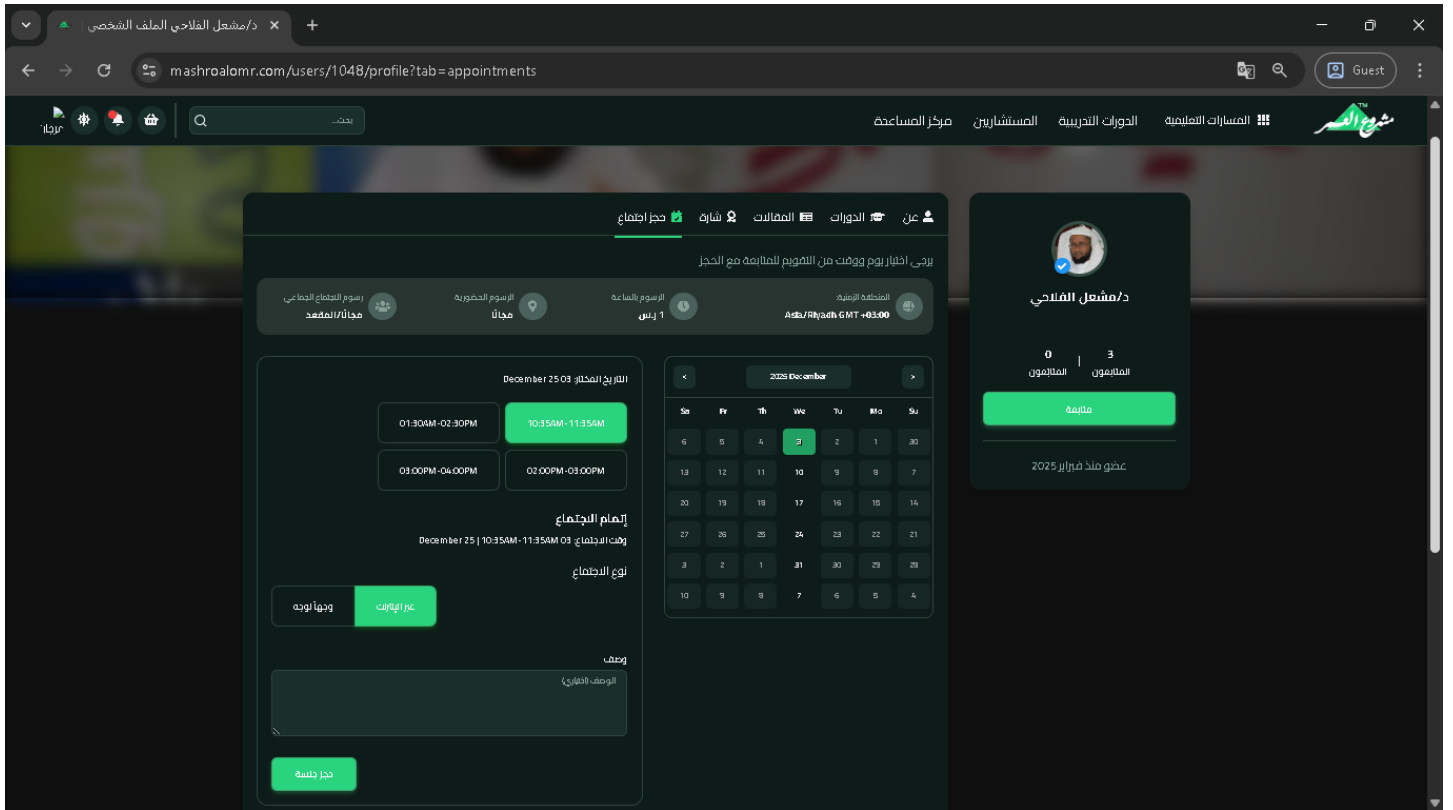 د/مشعل الفلاحي الملف الشخصي
mashroalomr.com/users/1048/profile?tab=appointments
Guest
مشروع العمر
TM
المسارات التعليمية
الدورات التدريبية
المستشاريين
مركز المساعدة
بحث...
عن
الدورات
المقالات
شارة
حجز اجتماع
يرجى اختيار يوم ووقت من التقويم للمتابعة مع الحجز
المنطقة الزمنية:
Asia/Riyadh GMT +03:00
الرسوم بالساعة
1 ر.س
الرسوم الحضورية
مجانًا
رسوم الاجتماع الجماعي
مجانًا/المقعد
د/مشعل الفلاحي
3
المتابعون
0
المتابعون
متابعة
عضو منذ فبراير 2025
2025 December
Su Mo Tu We Th Fr Sa
30 1 2 3 4 5 6
7 8 9 10 11 12 13
14 15 16 17 18 19 20
21 22 23 24 25 26 27
28 29 30 31 1 2 3
4 5 6 7 8 9 10
التاريخ المختار: 03 December 25
10:35AM-11:35AM
01:30AM-02:30PM
02:00PM-03:00PM
03:00PM-04:00PM
إتمام الاجتماع
وقت الاجتماع: 03 December 25 | 10:35AM-11:35AM
نوع الاجتماع
عبر الإنترنت
وجهاً لوجه
وصف
الوصف (اختياري)
حجز جلسة